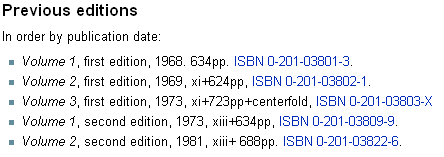 Previous editions
In order by publication date:
Volume 1, first edition, 1968. 634pp. ISBN 0-201-03801-3.
Volume 2, first edition, 1969, xi+624pp, ISBN 0-201-03802-1.
Volume 3, first edition, 1973, xi+723pp+centerfold, ISBN 0-201-03803-X
Volume 1, second edition, 1973, xiii+634pp, ISBN 0-201-03809-9.
Volume 2, second edition, 1981, xiii+ 688pp. ISBN 0-201-03822-6.